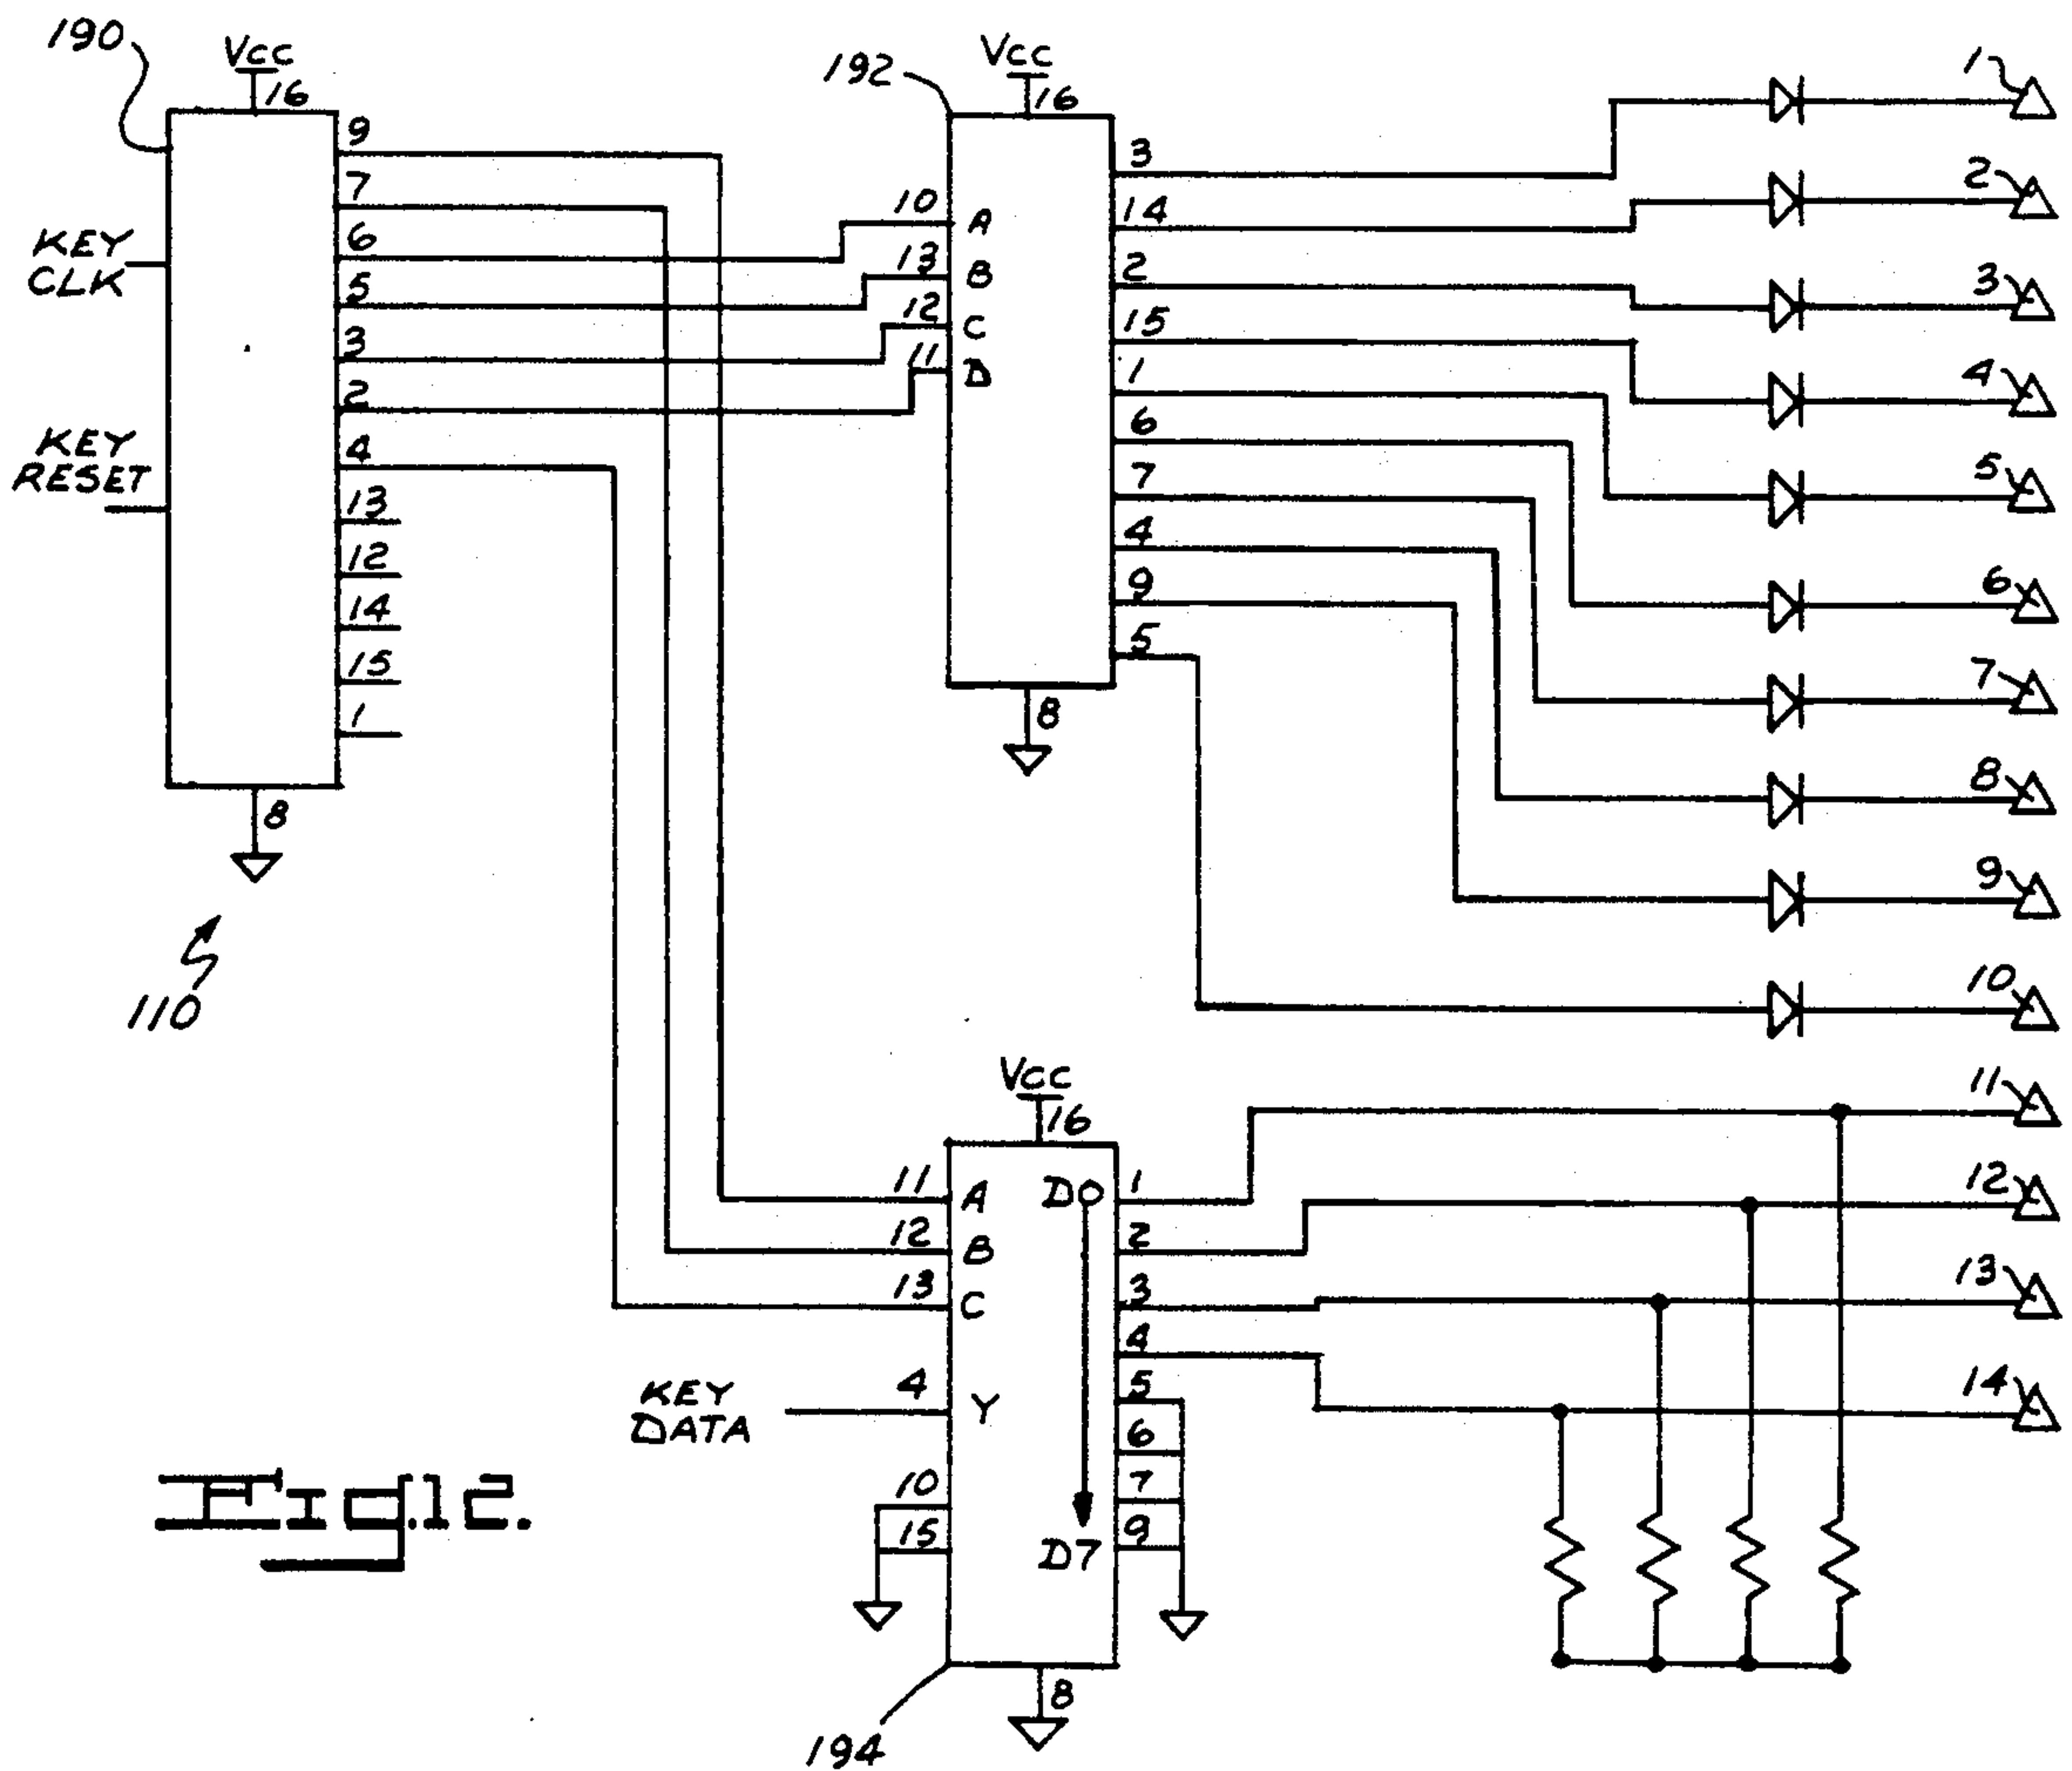 190
Vcc
16
9
7
6
5
3
2
4
13
12
14
15
1
8
KEY
CLK
KEY
RESET
110
192
Vcc
16
10 A
13 B
12 C
11 D
3
14
2
15
1
6
7
4
9
5
8
1
2
3
4
5
6
7
8
9
10
11
12
13
14
Vcc
16
11 A
12 B
13 C
4 Y
KEY
DATA
10
15
D0
D7
1
2
3
4
5
6
7
9
8
194
Fig.12.